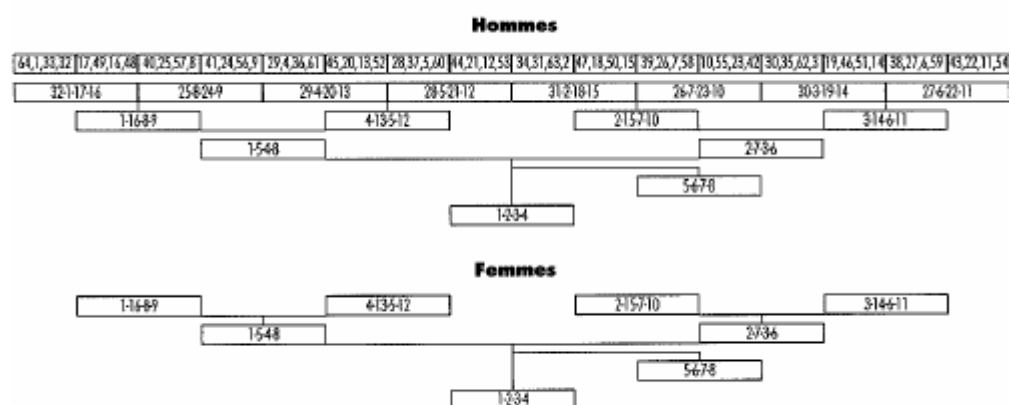 Hommes
64,1,33,32 17,49,16,48 40,25,57,8 41,24,56,9 29,4,36,61 45,20,13,52 28,37,5,60 44,21,12,53 34,31,63,2 47,18,50,15 39,26,7,58 10,55,23,42 30,35,62,3 19,46,51,14 38,27,6,59 43,22,11,54
32-1-17-16 25-8-24-9 29-4-20-13 28-5-21-12 31-2-18-15 26-7-23-10 30-3-19-14 27-6-22-11
1-16-8-9 4-13-5-12 2-15-7-10 3-14-6-11
1-5-4-8 2-7-3-6
5-6-7-8
1-2-3-4
Femmes
1-16-8-9 4-13-5-12 2-15-7-10 3-14-6-11
1-5-4-8 2-7-3-6
5-6-7-8
1-2-3-4